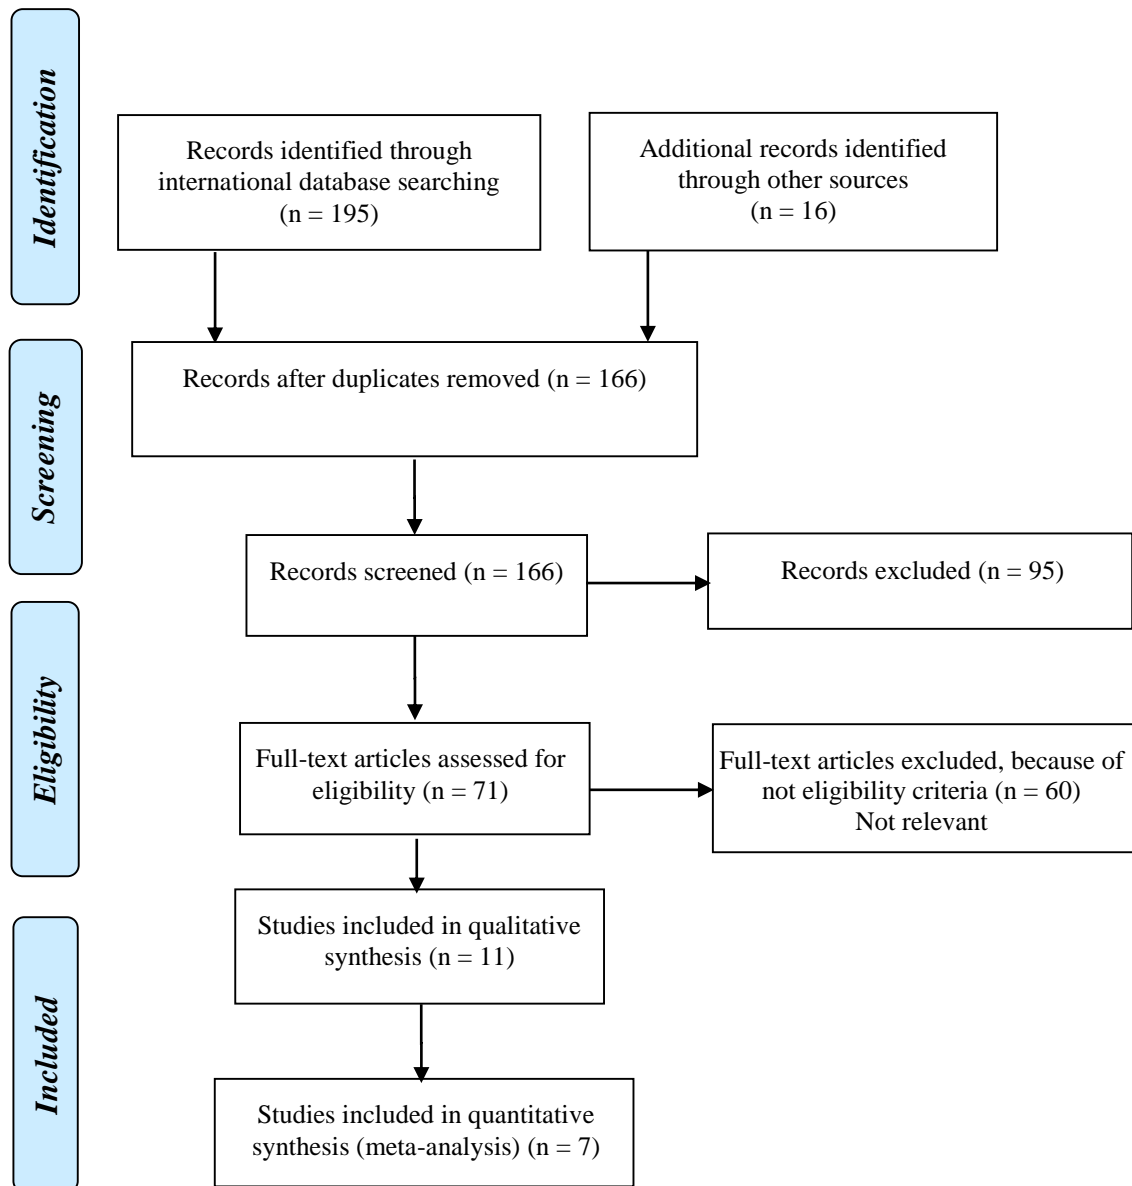 Identification
Records identified through
international database searching
(n = 195)
Additional records identified
through other sources
(n = 16)
Screening
Records after duplicates removed (n = 166)
Records screened (n = 166)
Records excluded (n = 95)
Eligibility
Full-text articles assessed for
eligibility (n = 71)
Full-text articles excluded, because of
not eligibility criteria (n = 60)
Not relevant
Included
Studies included in qualitative
synthesis (n = 11)
Studies included in quantitative
synthesis (meta-analysis) (n = 7)